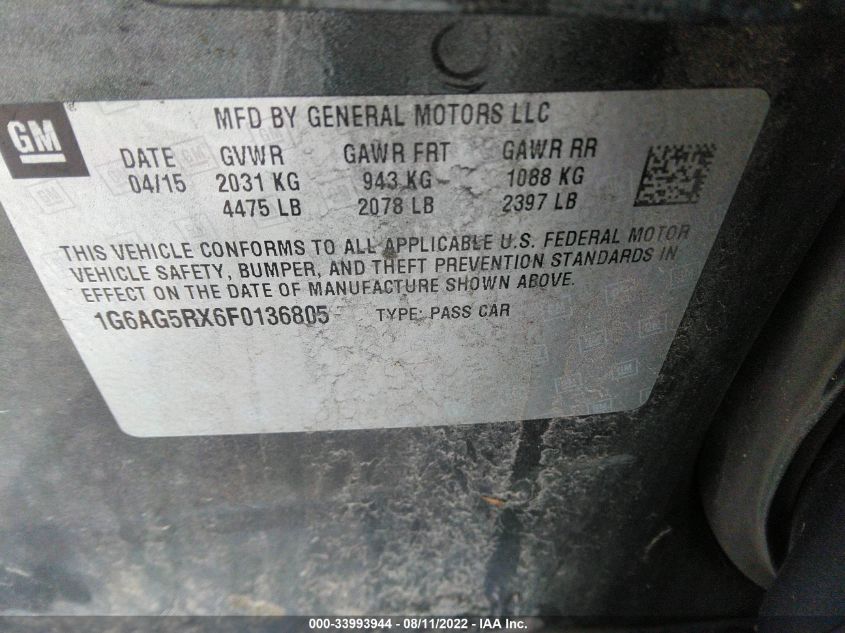 GM
MFD BY GENERAL MOTORS LLC
DATE GVWR GAWR FRT GAWR RR
04/15 2031 KG 943 KG 1088 KG
4475 LB 2078 LB 2397 LB
THIS VEHICLE CONFORMS TO ALL APPLICABLE U.S. FEDERAL MOTOR
VEHICLE SAFETY, BUMPER, AND THEFT PREVENTION STANDARDS IN
EFFECT ON THE DATE OF MANUFACTURE SHOWN ABOVE.
1G6AG5RX6F0136805 TYPE: PASS CAR
000-33993944 - 08/11/2022 - IAA Inc.